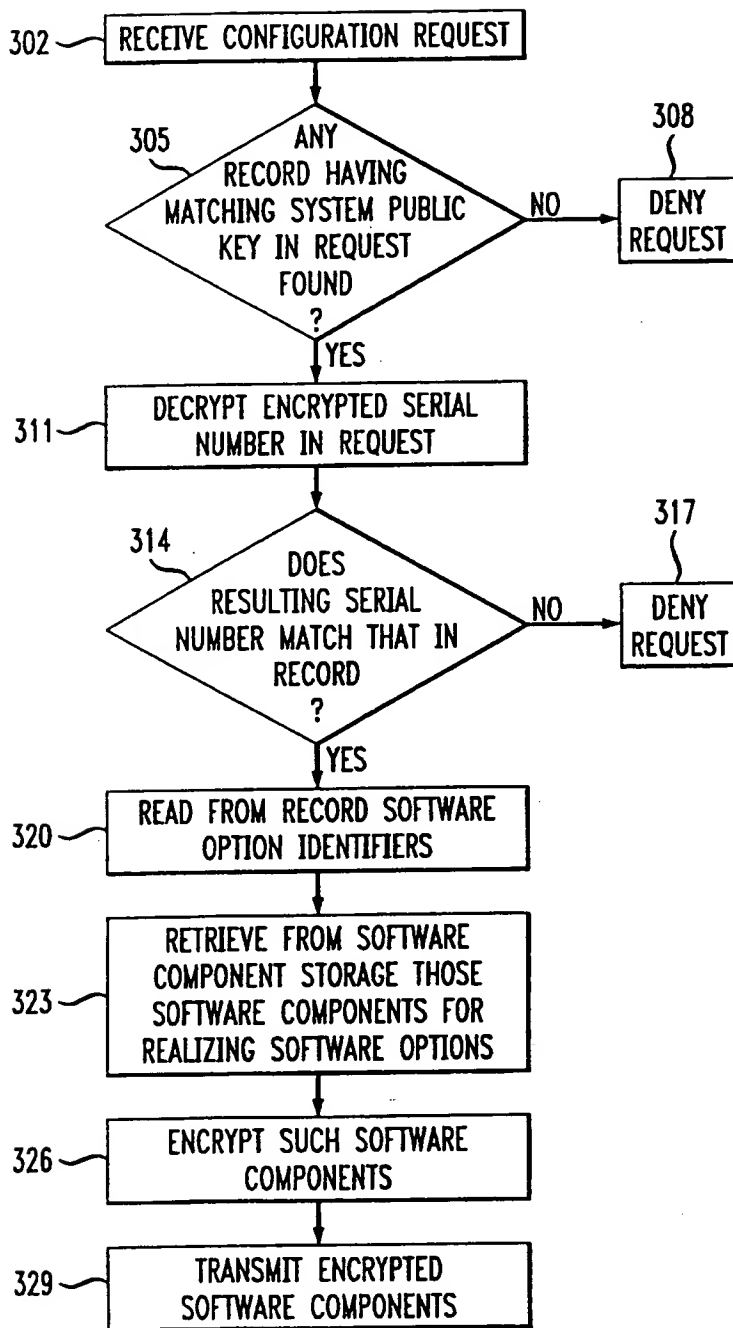 302
RECEIVE CONFIGURATION REQUEST
305
ANY
RECORD HAVING
MATCHING SYSTEM PUBLIC
KEY IN REQUEST
FOUND
?
NO
308
DENY
REQUEST
YES
311
DECRYPT ENCRYPTED SERIAL
NUMBER IN REQUEST
314
DOES
RESULTING SERIAL
NUMBER MATCH THAT IN
RECORD
?
NO
317
DENY
REQUEST
YES
320
READ FROM RECORD SOFTWARE
OPTION IDENTIFIERS
323
RETRIEVE FROM SOFTWARE
COMPONENT STORAGE THOSE
SOFTWARE COMPONENTS FOR
REALIZING SOFTWARE OPTIONS
326
ENCRYPT SUCH SOFTWARE
COMPONENTS
329
TRANSMIT ENCRYPTED
SOFTWARE COMPONENTS